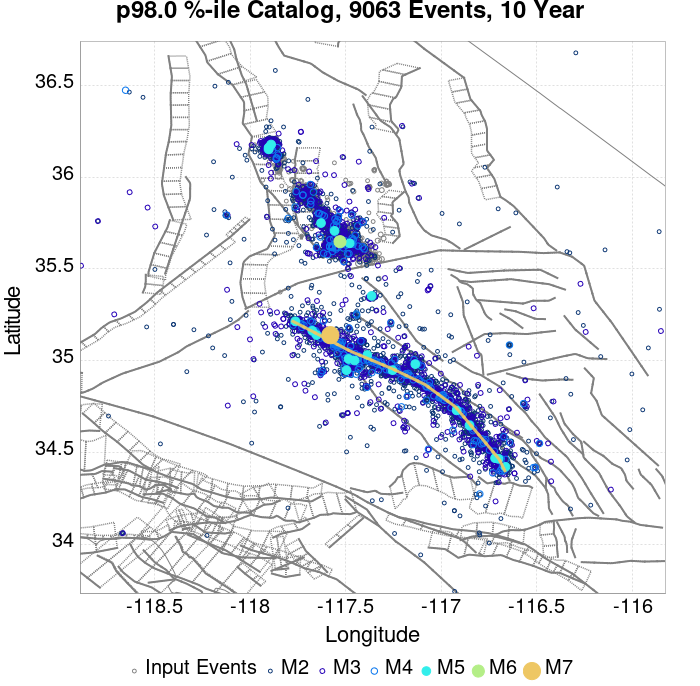 p98.0 %-ile Catalog, 9063 Events, 10 Year
36.5
36
35.5
35
34.5
34
Latitude
-118.5 -118 -117.5 -117 -116.5 -116
Longitude
Input Events M2 M3 M4 M5 M6 M7